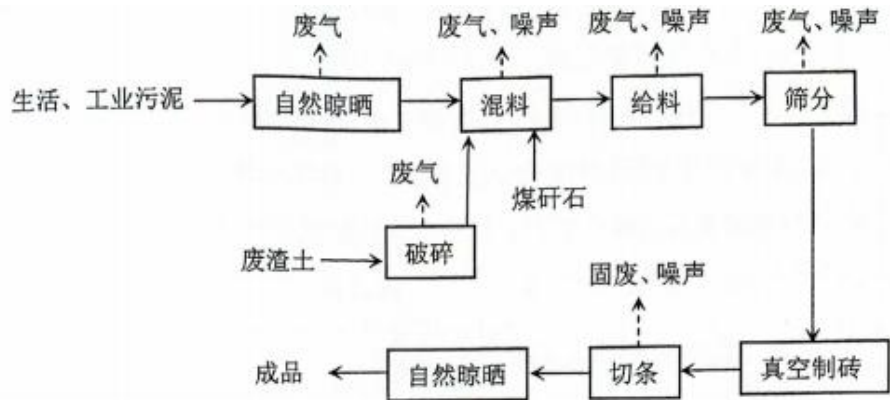 废气
废气、噪声
废气、噪声
废气、噪声
生活、工业污泥
自然晾晒
混料
给料
筛分
废气
煤矸石
废渣土
破碎
固废、噪声
成品
自然晾晒
切条
真空制砖